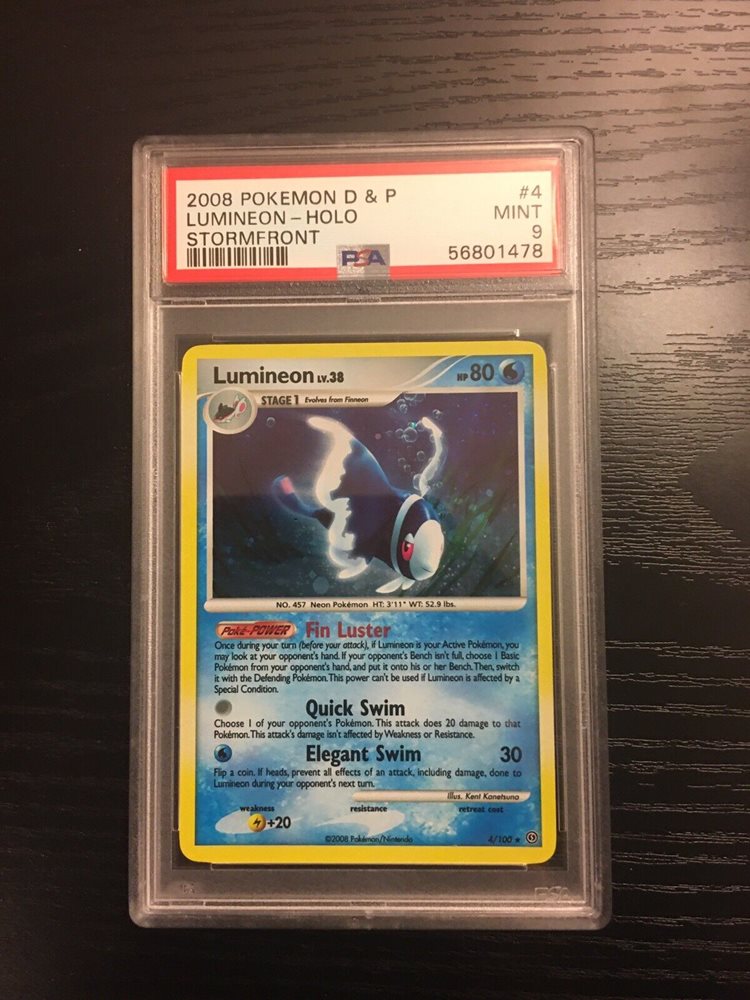 2008 POKEMON D & P #4
LUMINEON - HOLO MINT
STORMFRONT 9
PSA 56801478
Lumineon LV.38 HP 80
STAGE 1 Evolves from Finneon
NO. 457 Neon Pokémon HT: 3'11" WT: 52.9 lbs.
Poké-POWER Fin Luster
Once during your turn (before your attack), if Lumineon is your Active Pokémon, you
may look at your opponent's hand. If your opponent's Bench isn't full, choose 1 Basic
Pokémon from your opponent's hand, and put it onto his or her Bench. Then, switch
it with the Defending Pokémon. This power can't be used if Lumineon is affected by a
Special Condition.
Quick Swim
Choose 1 of your opponent's Pokémon. This attack does 20 damage to that
Pokémon. This attack's damage isn't affected by Weakness or Resistance.
Elegant Swim 30
Flip a coin. If heads, prevent all effects of an attack, including damage, done to
Lumineon during your opponent's next turn.
Illus. Kent Kanetsuna
weakness resistance retreat cost
+20
©2008 Pokémon/Nintendo 4/100 ★
PSA